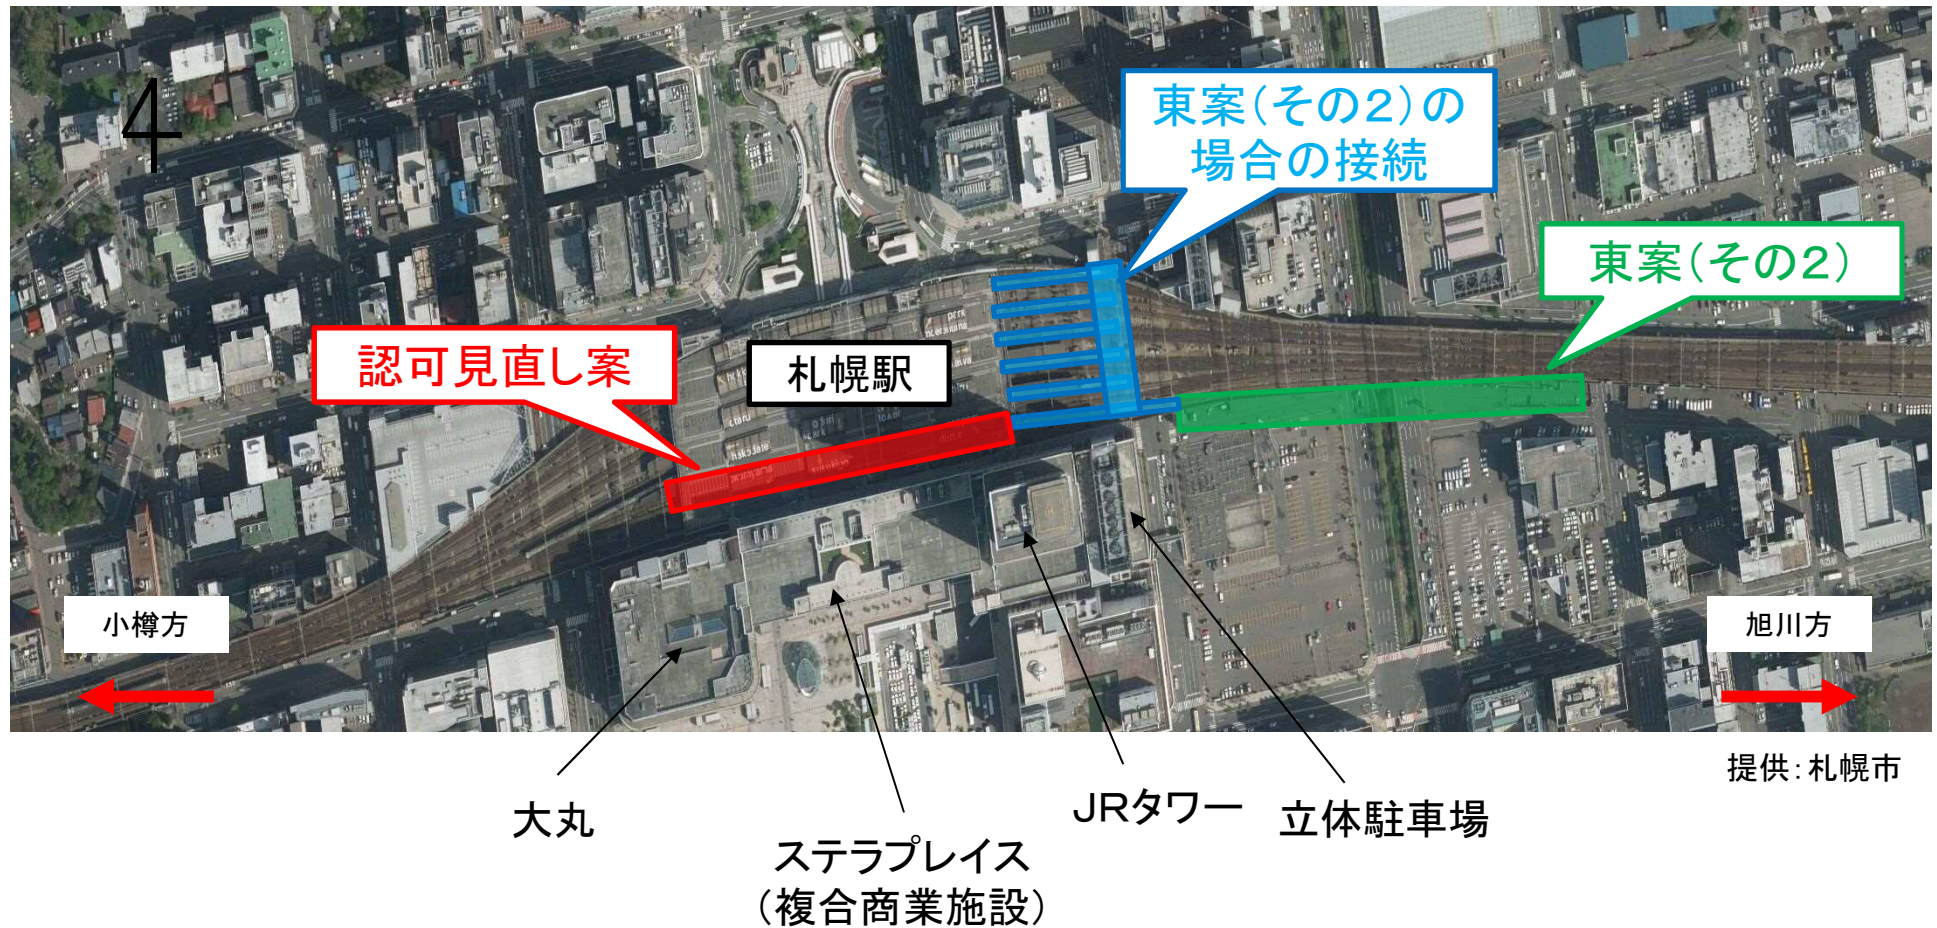 東案(その2)の
場合の接続
東案(その2)
認可見直し案
札幌駅
小樽方
旭川方
提供:札幌市
大丸
ステラプレイス
(複合商業施設)
JRタワー
立体駐車場